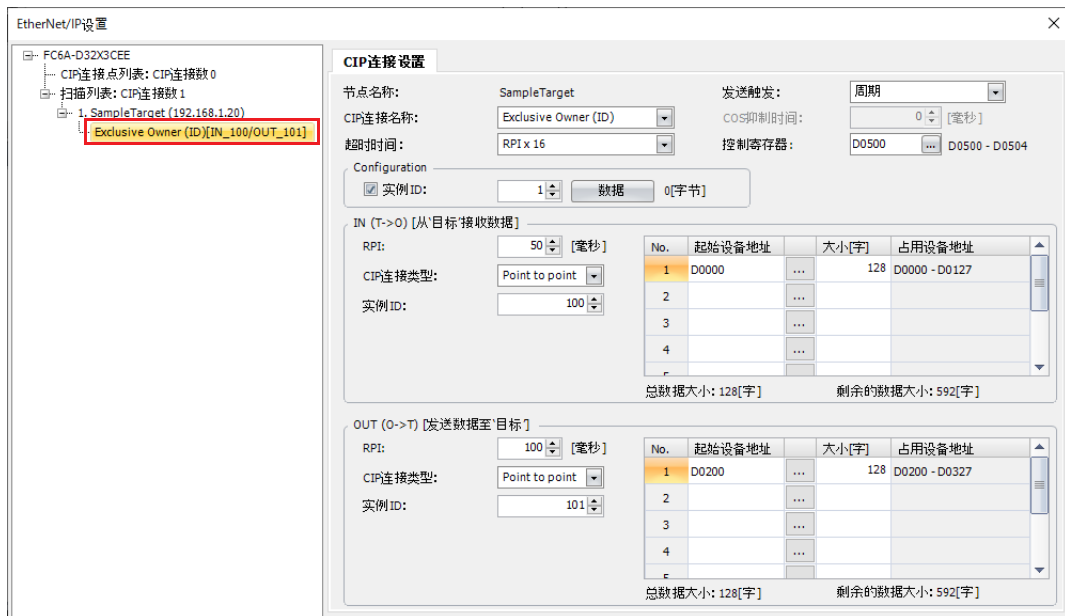 EtherNet/IP设置
FC6A-D32X3CEE
CIP连接点列表: CIP连接数 0
扫描列表: CIP连接数 1
1. SampleTarget (192.168.1.20)
Exclusive Owner (ID)[IN_100/OUT_101]
CIP连接设置
节点名称: SampleTarget 发送触发: 周期
CIP连接名称: Exclusive Owner (ID) COS抑制时间: 0 [毫秒]
超时时间: RPI x 16 控制寄存器: D0500 ... D0500 - D0504
Configuration
实例 ID: 1 数据 0[字节]
IN (T->O) [从'目标'接收数据]
RPI: 50 [毫秒]
CIP连接类型: Point to point
实例 ID: 100
No. 起始设备地址 大小[字] 占用设备地址
1 D0000 ... 128 D0000 - D0127
2 ...
3 ...
4 ...
总数据大小: 128[字] 剩余的数据大小: 592[字]
OUT (O->T) [发送数据至'目标']
RPI: 100 [毫秒]
CIP连接类型: Point to point
实例 ID: 101
No. 起始设备地址 大小[字] 占用设备地址
1 D0200 ... 128 D0200 - D0327
2 ...
3 ...
4 ...
总数据大小: 128[字] 剩余的数据大小: 592[字]